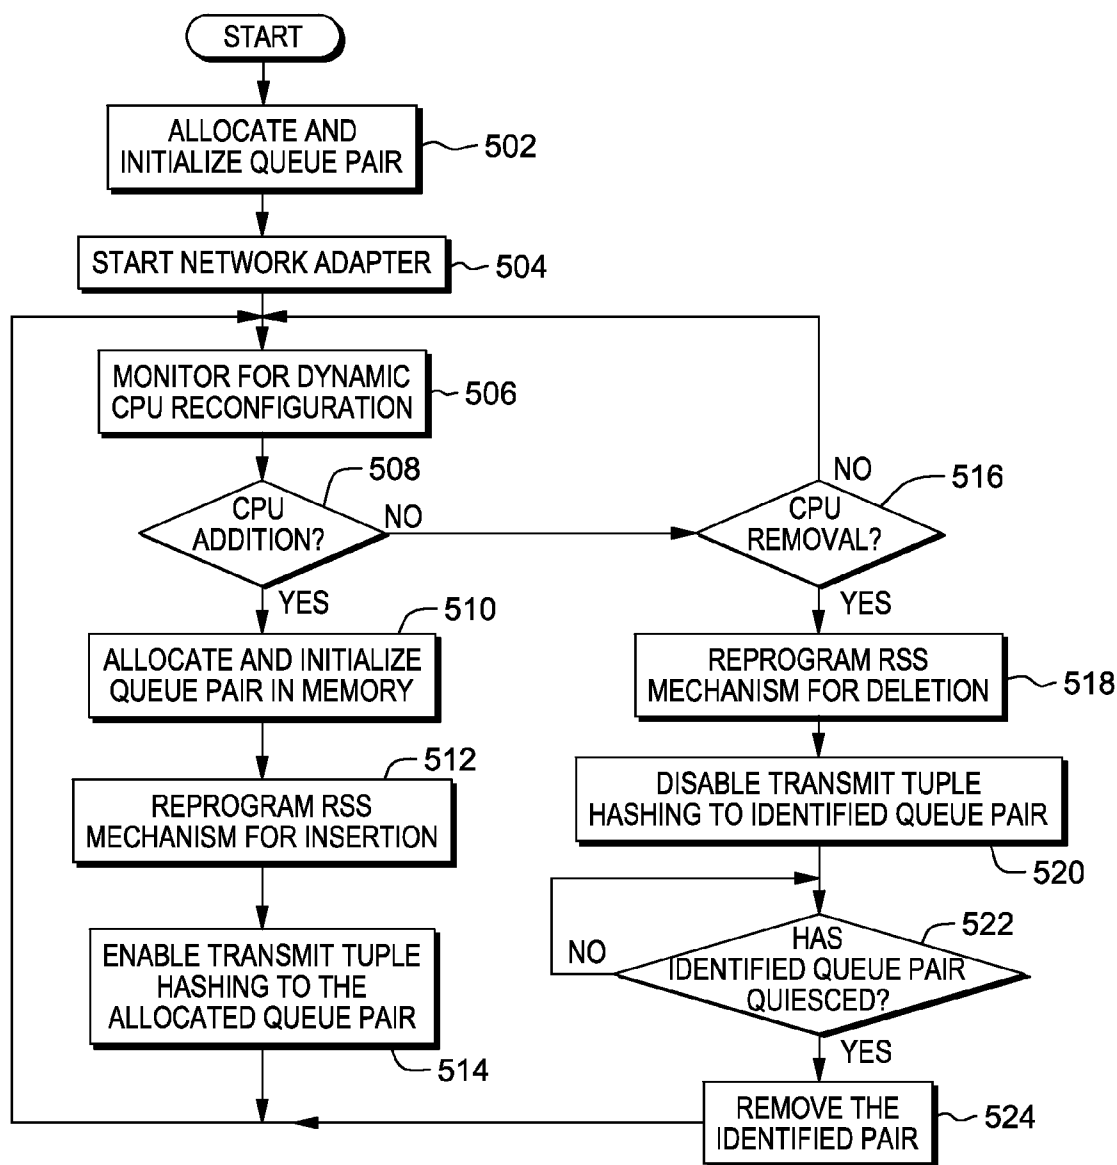 START
ALLOCATE AND
INITIALIZE QUEUE PAIR
502
START NETWORK ADAPTER
504
MONITOR FOR DYNAMIC
CPU RECONFIGURATION
506
CPU
ADDITION?
508
NO
YES
ALLOCATE AND INITIALIZE
QUEUE PAIR IN MEMORY
510
REPROGRAM RSS
MECHANISM FOR INSERTION
512
ENABLE TRANSMIT TUPLE
HASHING TO THE
ALLOCATED QUEUE PAIR
514
CPU
REMOVAL?
516
NO
YES
REPROGRAM RSS
MECHANISM FOR DELETION
518
DISABLE TRANSMIT TUPLE
HASHING TO IDENTIFIED QUEUE PAIR
520
HAS
IDENTIFIED QUEUE PAIR
QUIESCED?
522
NO
YES
REMOVE THE
IDENTIFIED PAIR
524